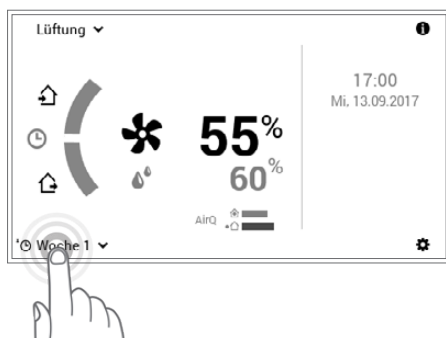 Lüftung
17:00
Mi, 13.09.2017
55%
60%
AirQ
Woche 1